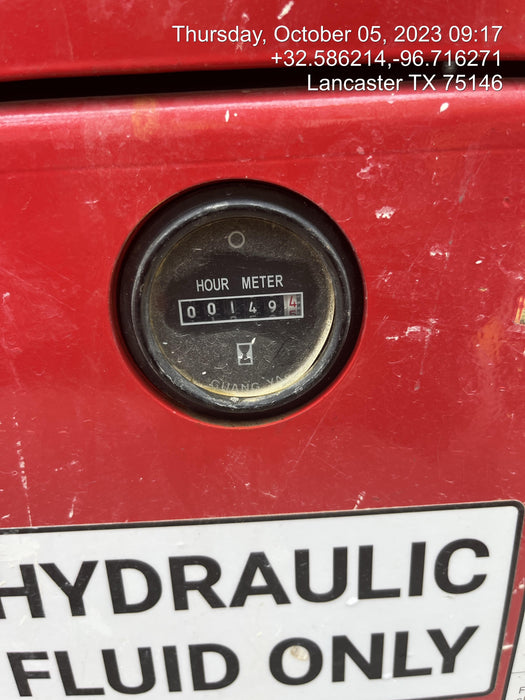 Thursday, October 05, 2023 09:17
+32.586214,-96.716271
Lancaster TX 75146
HOUR METER
001494
GUANG
HYDRAULIC
FLUID ONLY